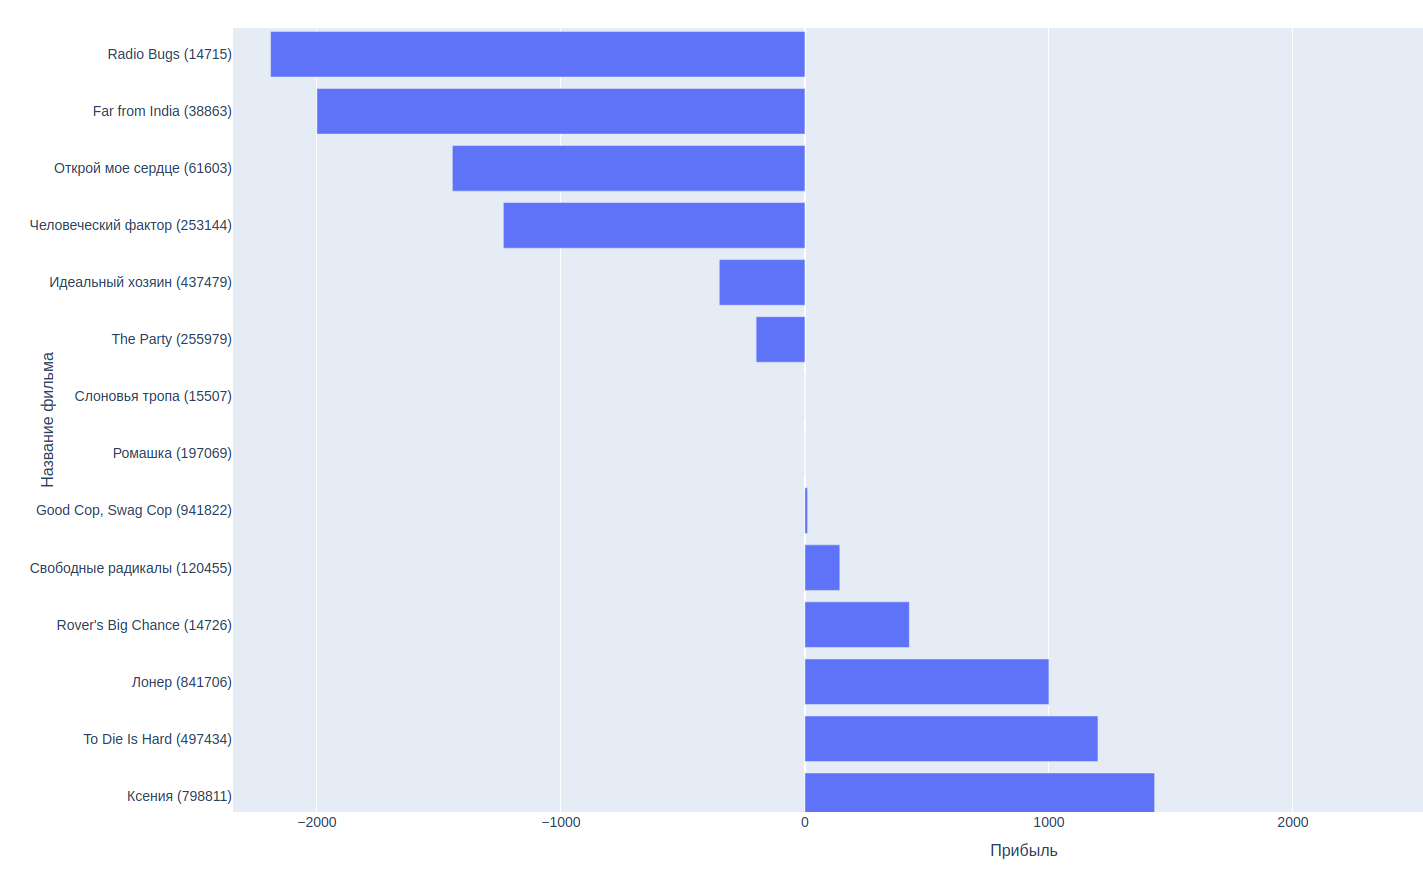 Название фильма
Radio Bugs (14715)
Far from India (38863)
Открой мое сердце (61603)
Человеческий фактор (253144)
Идеальный хозяин (437479)
The Party (255979)
Слоновья тропа (15507)
Ромашка (197069)
Good Cop, Swag Cop (941822)
Свободные радикалы (120455)
Rover's Big Chance (14726)
Лонер (841706)
To Die Is Hard (497434)
Ксения (798811)
−2000 −1000 0 1000 2000
Прибыль